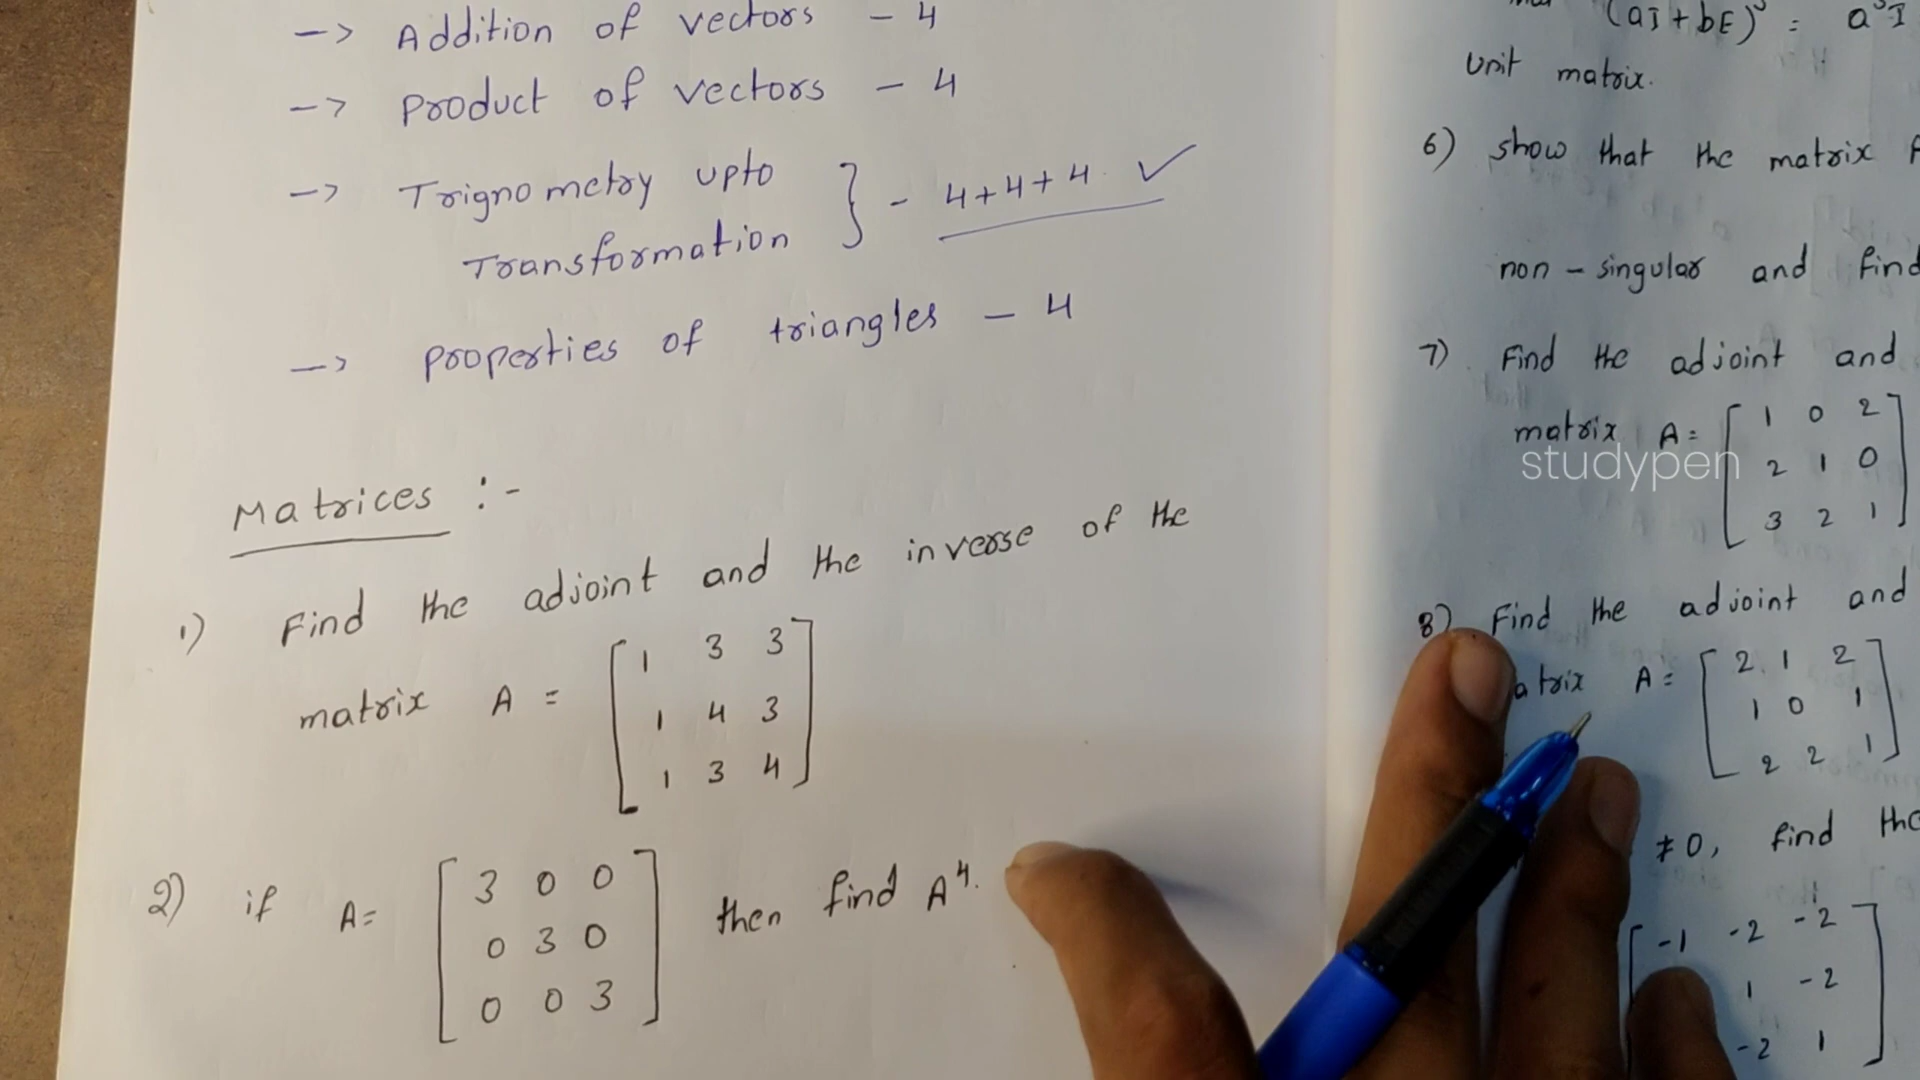 -> Addition of vectors - 4
-> product of vectors - 4
-> Trignometry upto
Transformation } - 4+4+4 ✓
-> properties of triangles - 4
Matrices :-
1) Find the adjoint and the inverse of the
matrix A = [ 1 3 3
1 4 3
1 3 4 ]
2) if A= [ 3 0 0
0 3 0
0 0 3 ] then find A⁴.
(aI + bE)³ = a³I
unit matrix.
6) show that the matrix
non-singular and find
7) Find the adjoint and
matrix A= [ 1 0 2
2 1 0
3 2 1 ]
studypen
8) Find the adjoint and
atrix A= [ 2 1 2
1 0 1
2 2 1 ]
≠0, find the
[ -1 -2 -2
1 -2
-2 1 ]